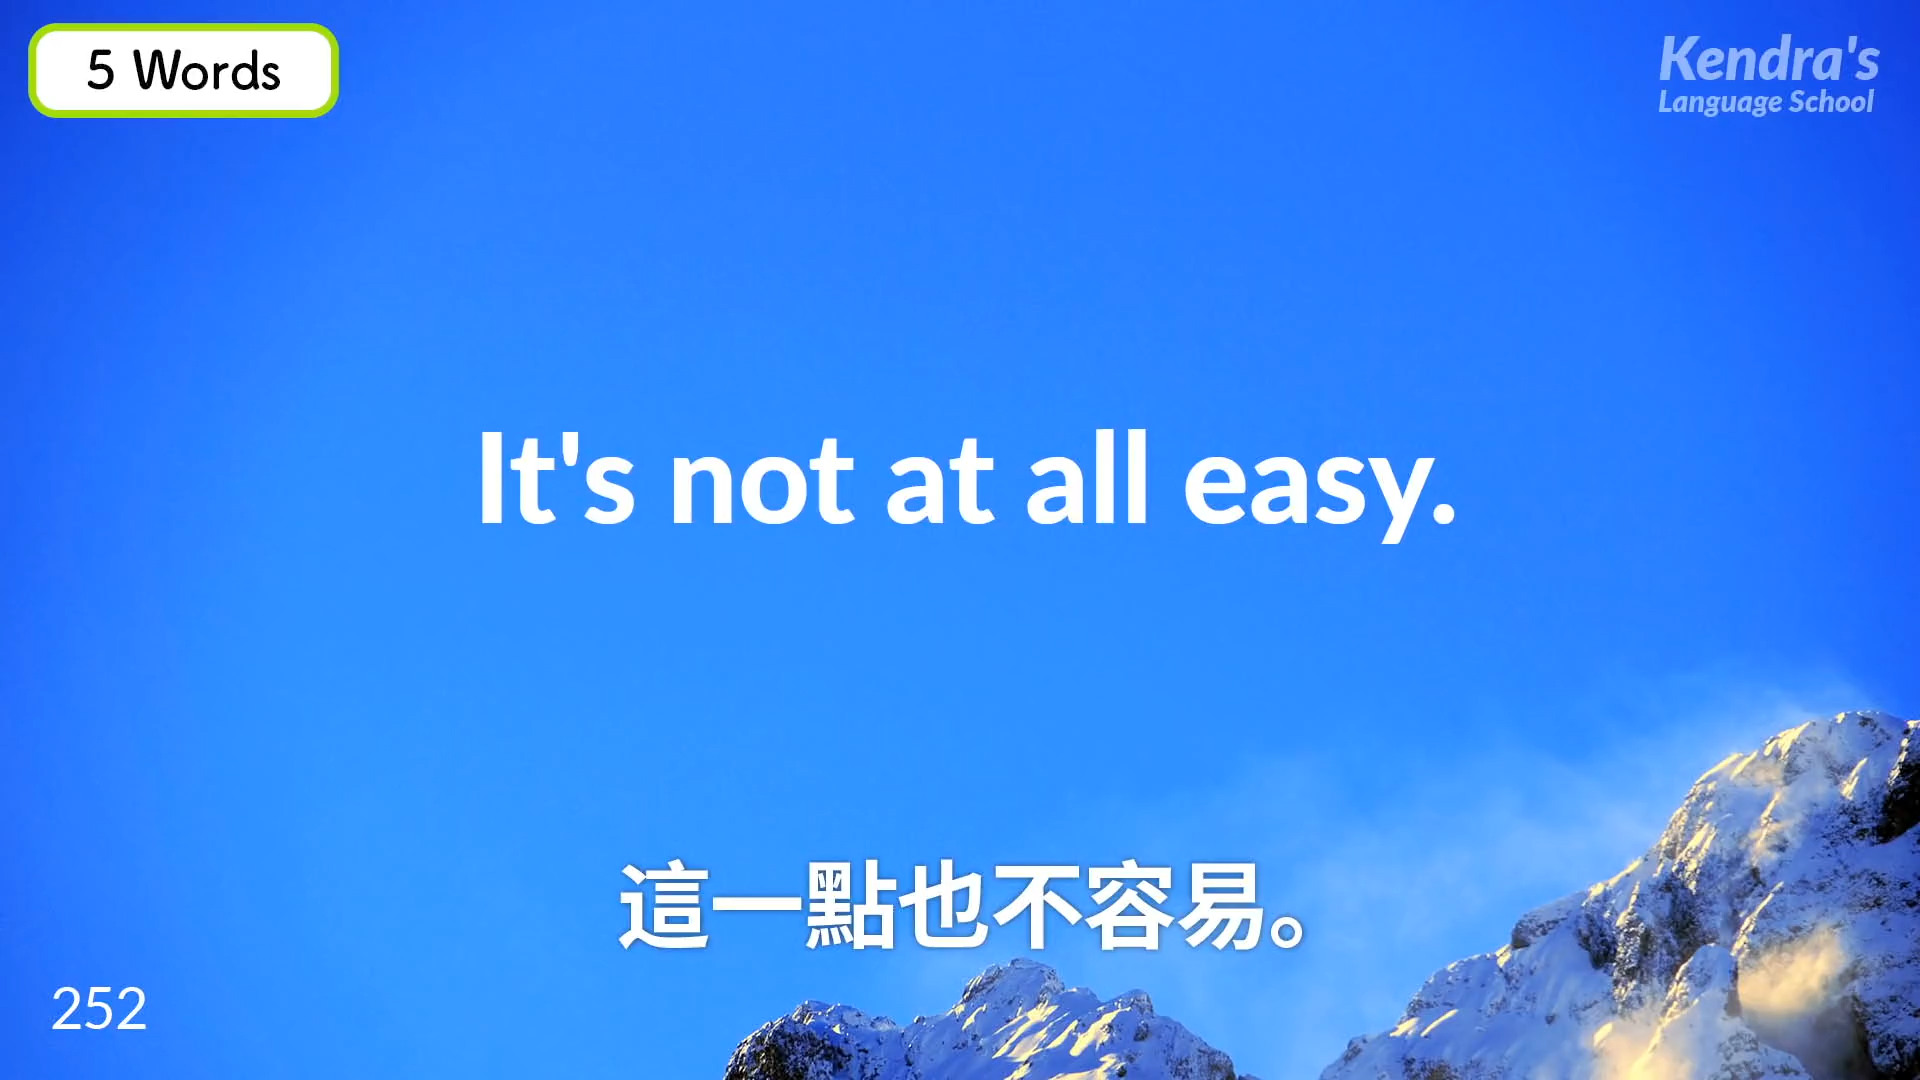 5 Words
Kendra's
Language School
It's not at all easy.
這一點也不容易。
252